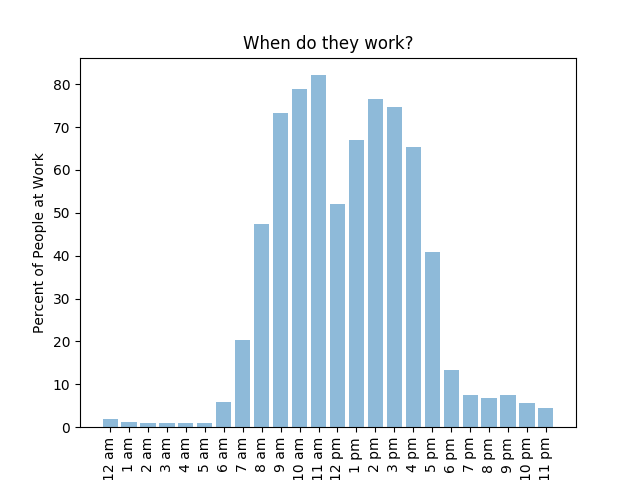 When do they work?
Percent of People at Work
80
70
60
50
40
30
20
10
0
12 am
1 am
2 am
3 am
4 am
5 am
6 am
7 am
8 am
9 am
10 am
11 am
12 pm
1 pm
2 pm
3 pm
4 pm
5 pm
6 pm
7 pm
8 pm
9 pm
10 pm
11 pm